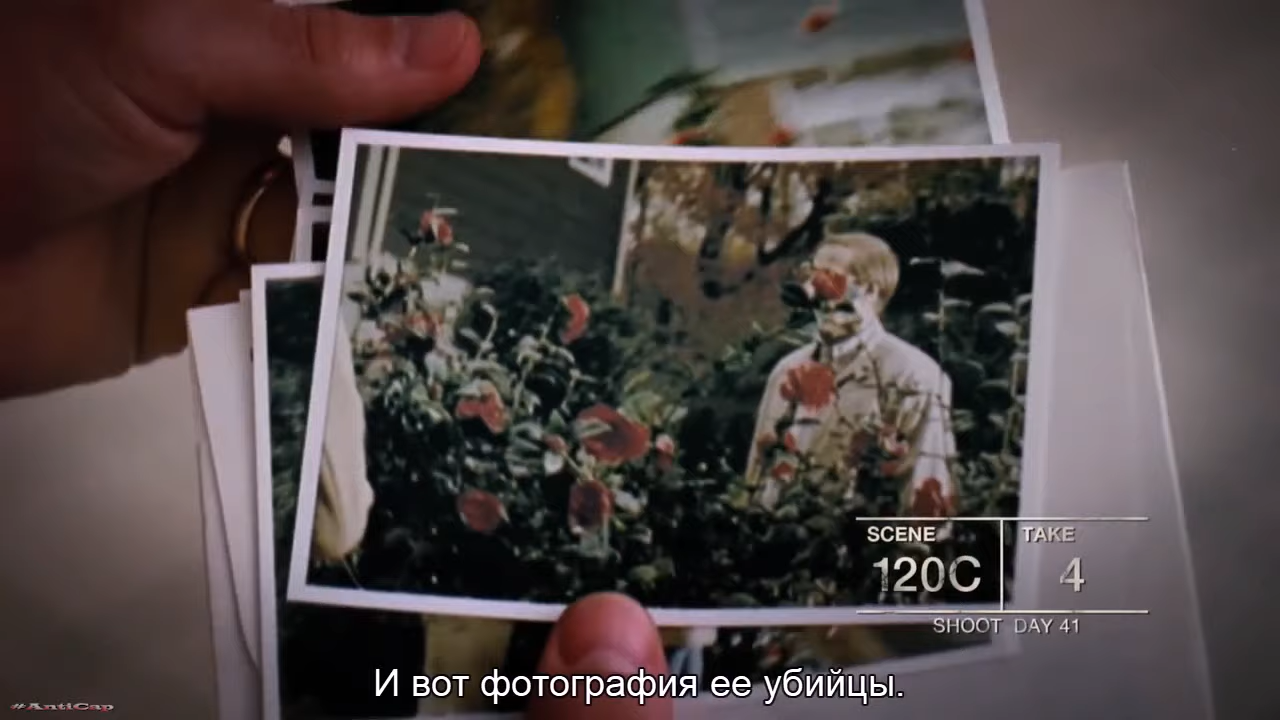 SCENE TAKE
120C 4
SHOOT DAY 41
И вот фотография ее убийцы.
#AntiCap